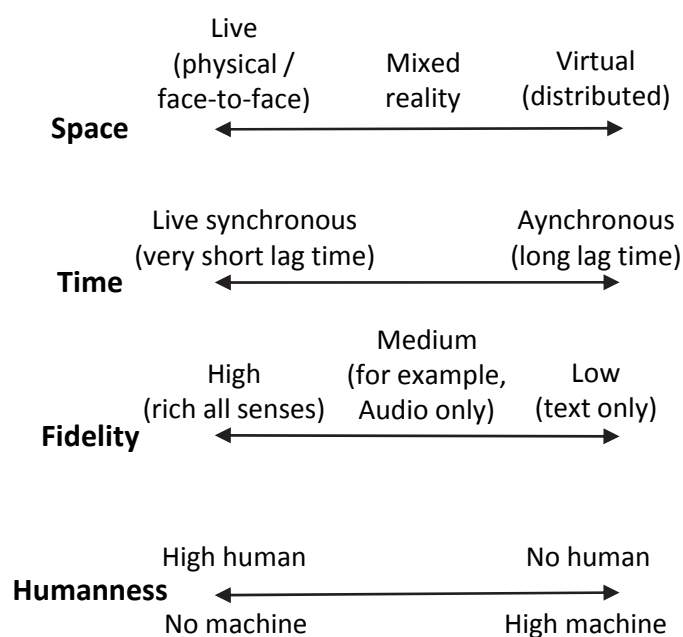 Live
(physical /
face-to-face)
Mixed
reality
Virtual
(distributed)
Space
Live synchronous
(very short lag time)
Aynchronous
(long lag time)
Time
High
(rich all senses)
Medium
(for example,
Audio only)
Low
(text only)
Fidelity
High human
No human
Humanness
No machine
High machine